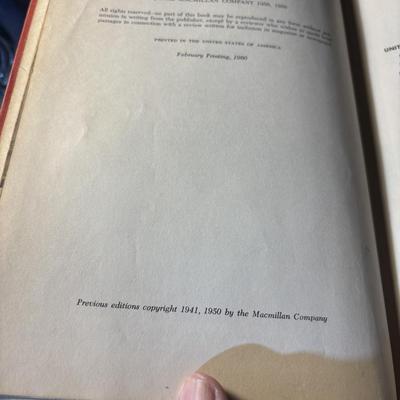 MACMILLAN COMPANY 1958, 1960
All rights reserved—no part of this book may be reproduced in any form without per-
mission in writing from the publisher, except by a reviewer who wishes to quote brief
passages in connection with a review written for inclusion in magazine or newspaper
PRINTED IN THE UNITED STATES OF AMERICA
February Printing, 1960
Previous editions copyright 1941, 1950 by the Macmillan Company
UNIT